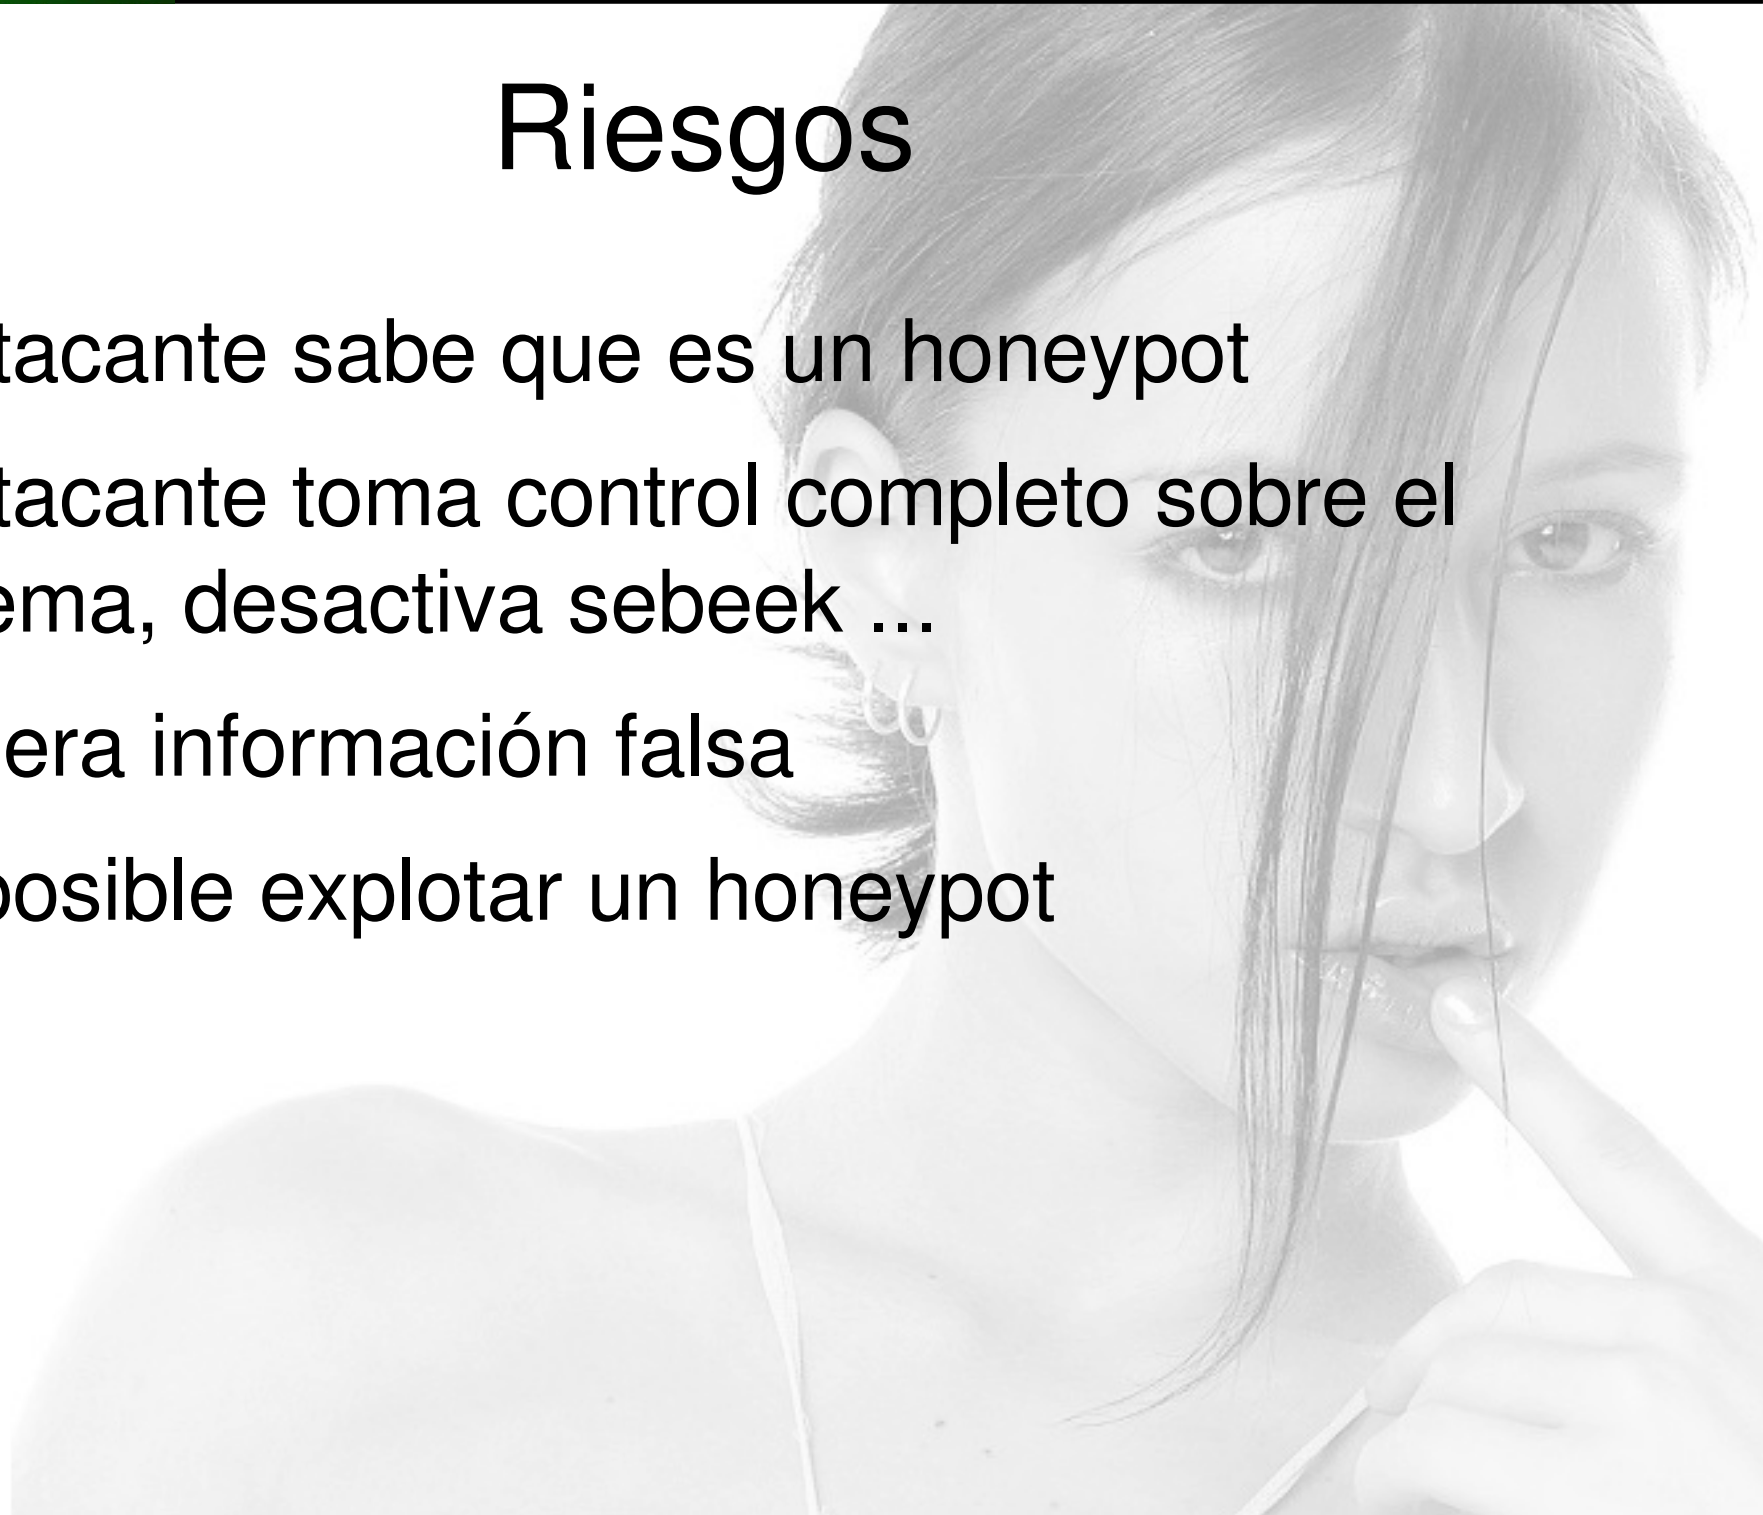 Riesgos
tacante sabe que es un honeypot
tacante toma control completo sobre el
ema, desactiva sebeek ...
era información falsa
posible explotar un honeypot